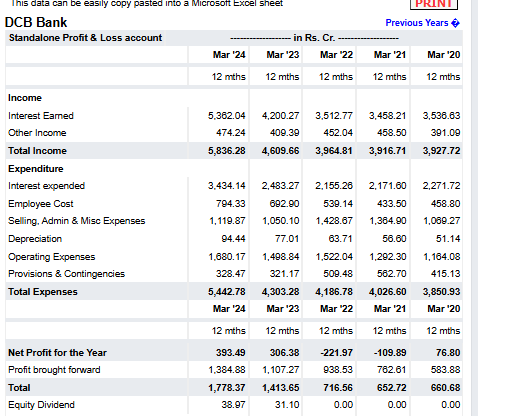 This data can be easily copy pasted into a Microsoft Excel sheet PRINT
DCB Bank Previous Years �
Standalone Profit & Loss account ------------------- in Rs. Cr. -------------------
Mar '24 Mar '23 Mar '22 Mar '21 Mar '20
12 mths 12 mths 12 mths 12 mths 12 mths
Income
Interest Earned 5,362.04 4,200.27 3,512.77 3,458.21 3,536.63
Other Income 474.24 409.39 452.04 458.50 391.09
Total Income 5,836.28 4,609.66 3,964.81 3,916.71 3,927.72
Expenditure
Interest expended 3,434.14 2,483.27 2,155.26 2,171.60 2,271.72
Employee Cost 794.33 692.90 539.14 433.50 458.80
Selling, Admin & Misc Expenses 1,119.87 1,050.10 1,428.67 1,364.90 1,069.27
Depreciation 94.44 77.01 63.71 56.60 51.14
Operating Expenses 1,680.17 1,498.84 1,522.04 1,292.30 1,164.08
Provisions & Contingencies 328.47 321.17 509.48 562.70 415.13
Total Expenses 5,442.78 4,303.28 4,186.78 4,026.60 3,850.93
Mar '24 Mar '23 Mar '22 Mar '21 Mar '20
12 mths 12 mths 12 mths 12 mths 12 mths
Net Profit for the Year 393.49 306.38 -221.97 -109.89 76.80
Profit brought forward 1,384.88 1,107.27 938.53 762.61 583.88
Total 1,778.37 1,413.65 716.56 652.72 660.68
Equity Dividend 38.97 31.10 0.00 0.00 0.00